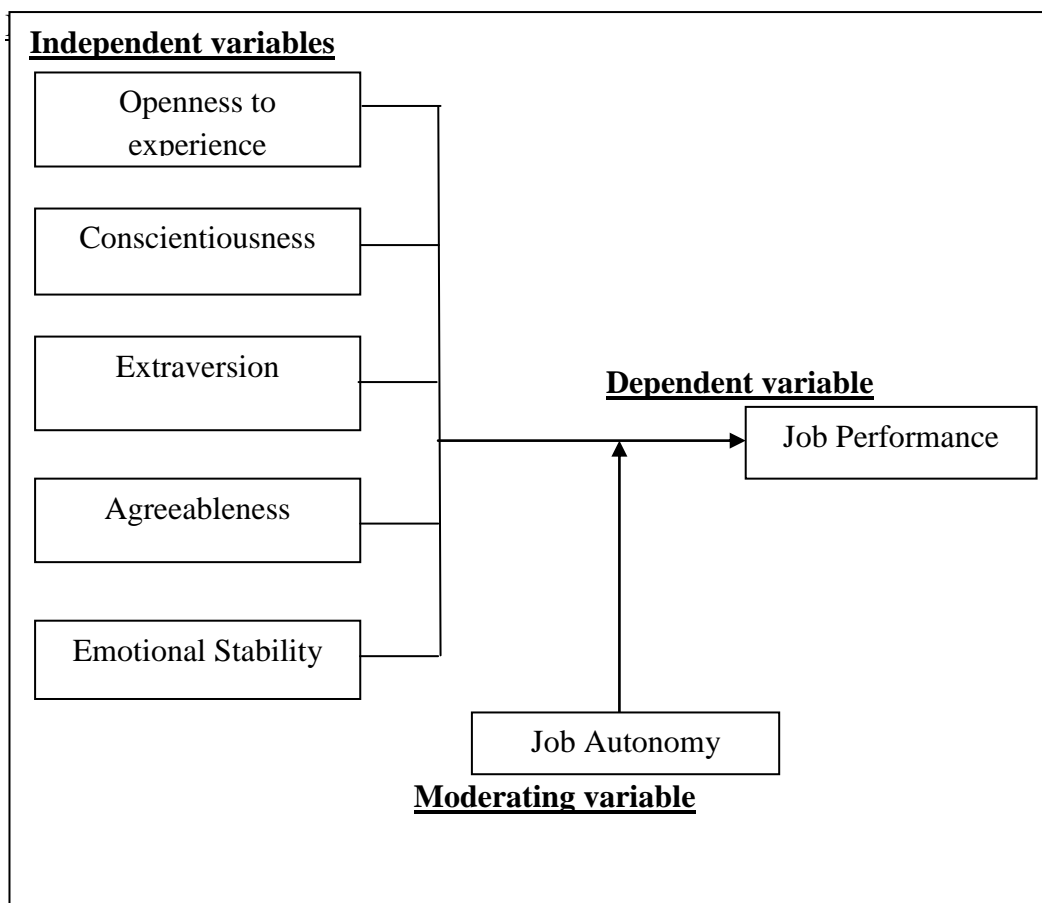 Independent variables
Openness to
experience
Conscientiousness
Extraversion
Agreeableness
Emotional Stability
Dependent variable
Job Performance
Job Autonomy
Moderating variable